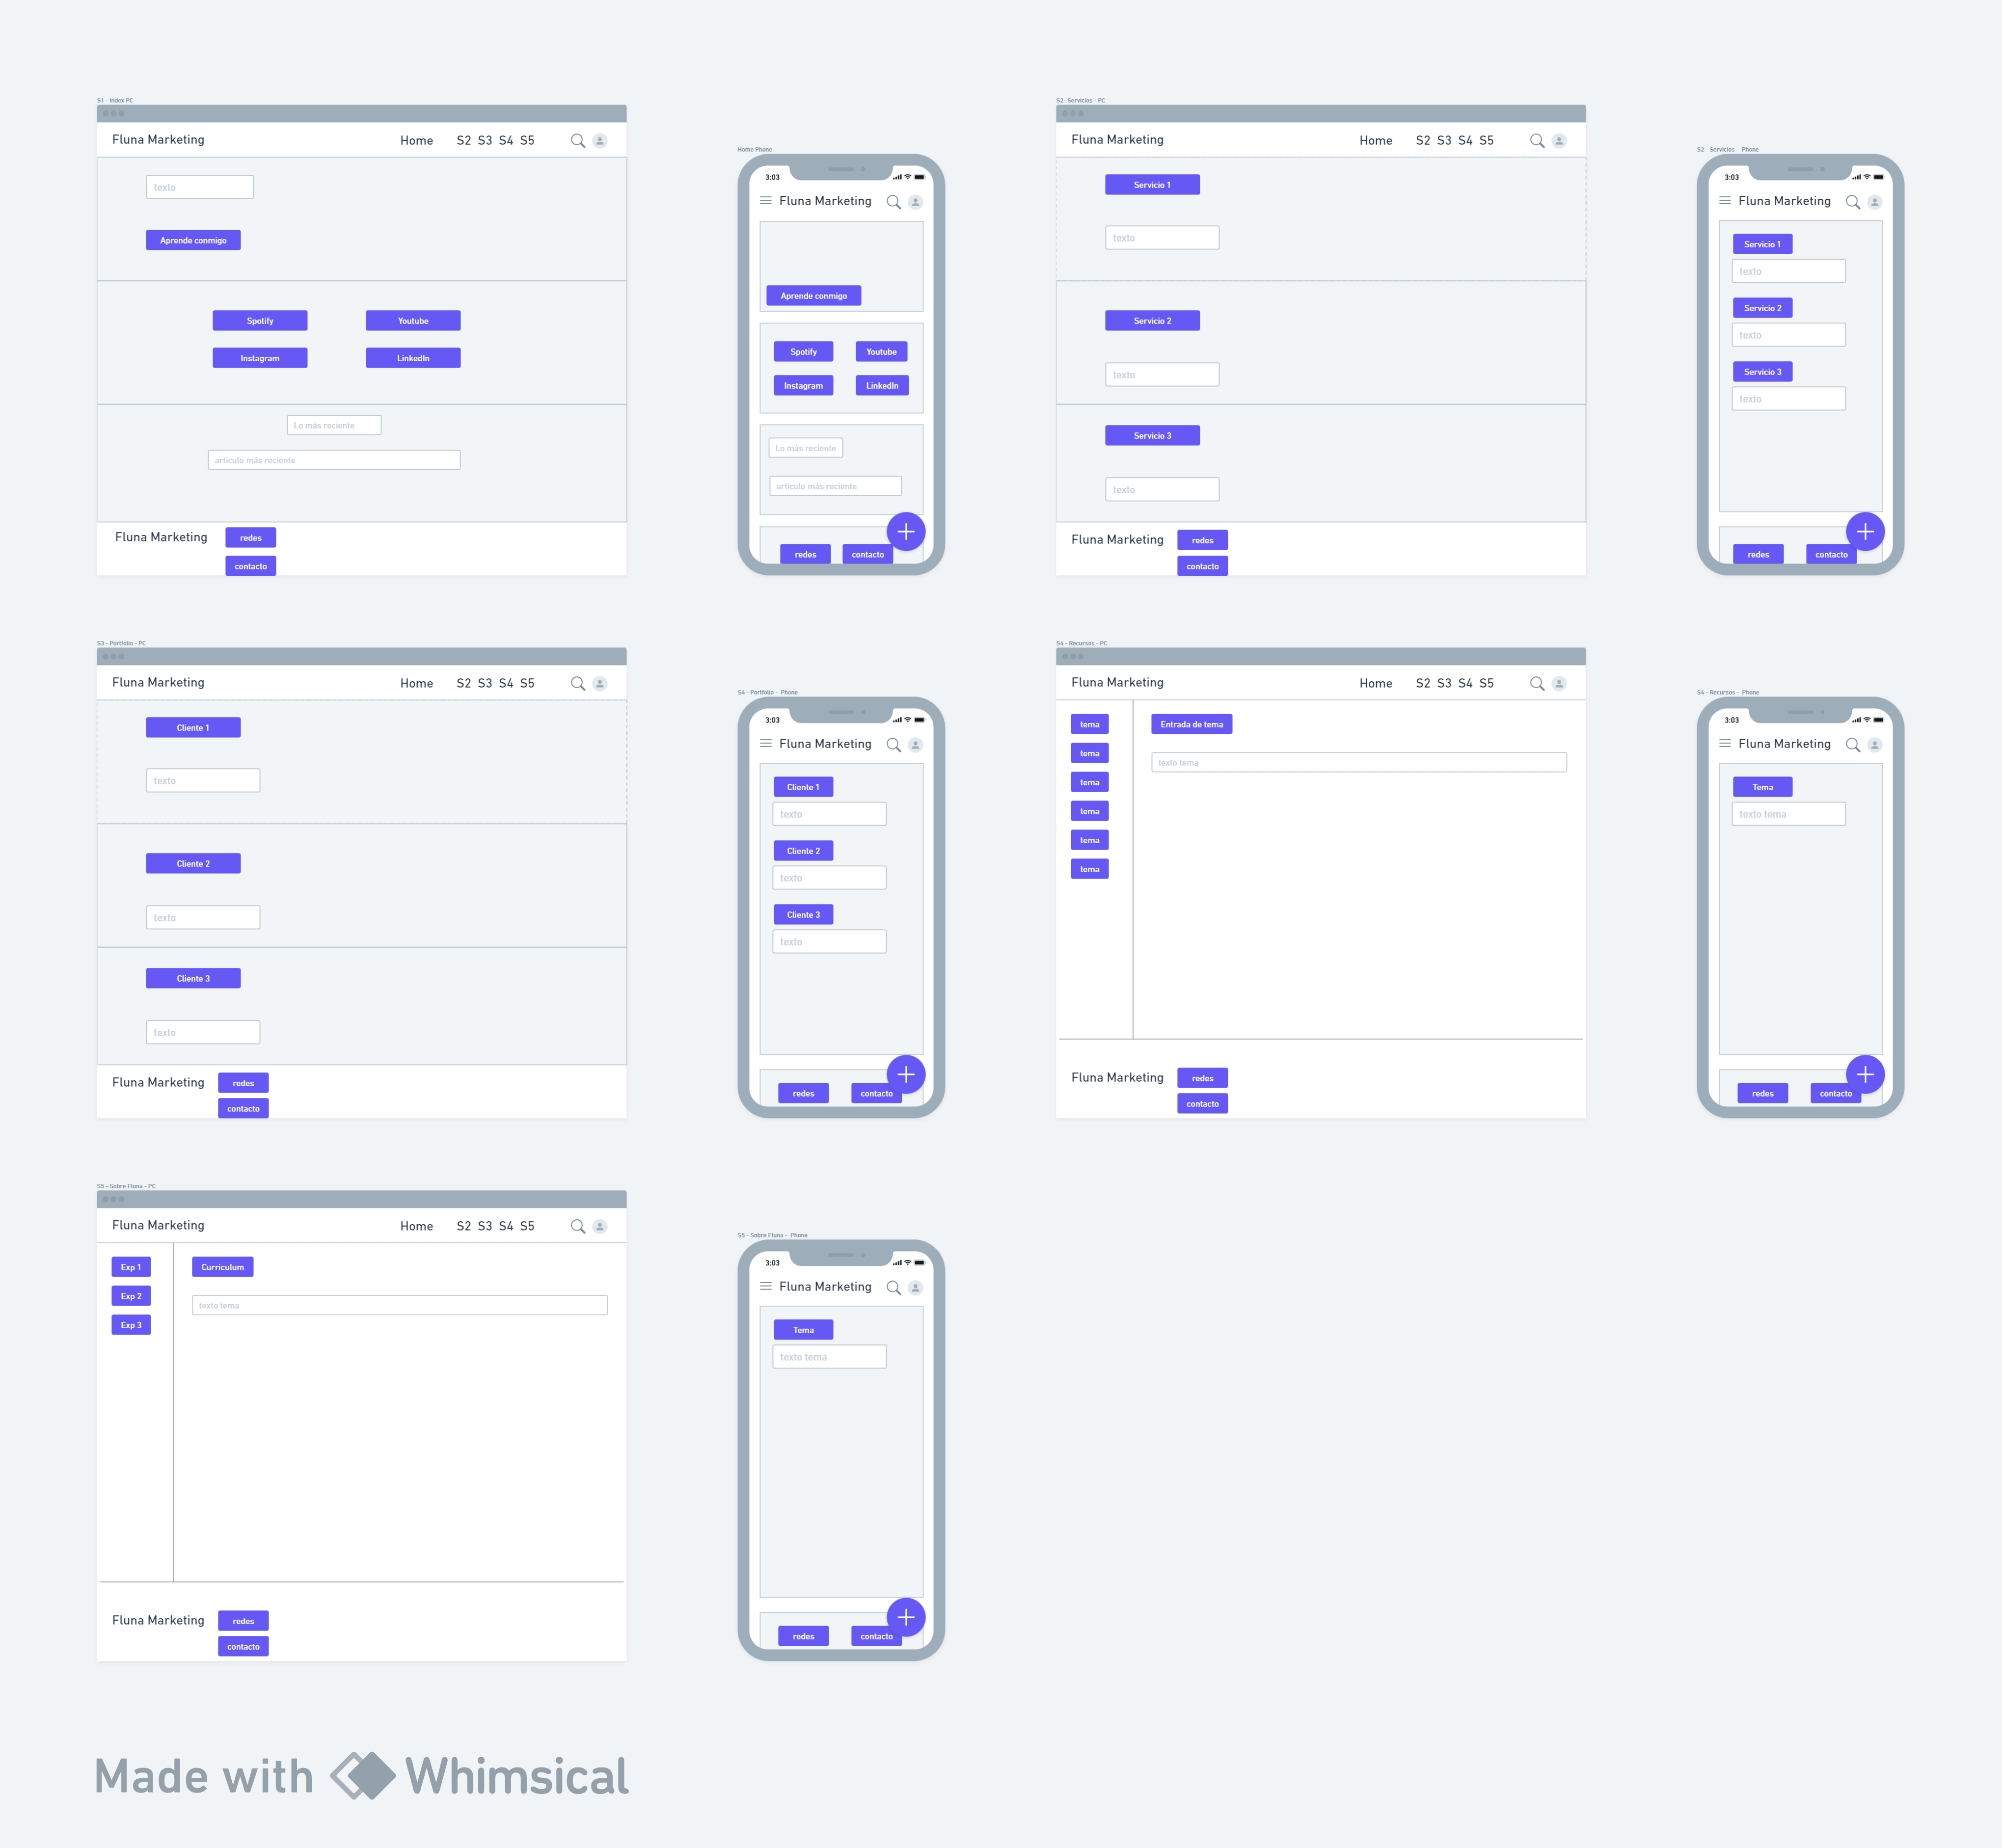 S1 - Index PC
Fluna Marketing Home S2 S3 S4 S5
texto
Aprende conmigo
Spotify Youtube
Instagram LinkedIn
Lo más reciente
articulo más reciente
Fluna Marketing redes
contacto
Home Phone
3:03
Fluna Marketing
Aprende conmigo
Spotify Youtube
Instagram LinkedIn
Lo más reciente
articulo más reciente
redes contacto
S2- Servicios - PC
Fluna Marketing Home S2 S3 S4 S5
Servicio 1
texto
Servicio 2
texto
Servicio 3
texto
Fluna Marketing redes
contacto
S2 - Servicios - Phone
3:03
Fluna Marketing
Servicio 1
texto
Servicio 2
texto
Servicio 3
texto
redes contacto
S3 - Portfolio - PC
Fluna Marketing Home S2 S3 S4 S5
Cliente 1
texto
Cliente 2
texto
Cliente 3
texto
Fluna Marketing redes
contacto
S4 - Portfolio - Phone
3:03
Fluna Marketing
Cliente 1
texto
Cliente 2
texto
Cliente 3
texto
redes contacto
S4 - Recursos - PC
Fluna Marketing Home S2 S3 S4 S5
tema
tema
tema
tema
tema
tema
Entrada de tema
texto tema
Fluna Marketing redes
contacto
S4 - Recursos - Phone
3:03
Fluna Marketing
Tema
texto tema
redes contacto
S5 - Sobre Fluna - PC
Fluna Marketing Home S2 S3 S4 S5
Exp 1
Exp 2
Exp 3
Curriculum
texto tema
Fluna Marketing redes
contacto
S5 - Sobre Fluna - Phone
3:03
Fluna Marketing
Tema
texto tema
redes contacto
Made with Whimsical